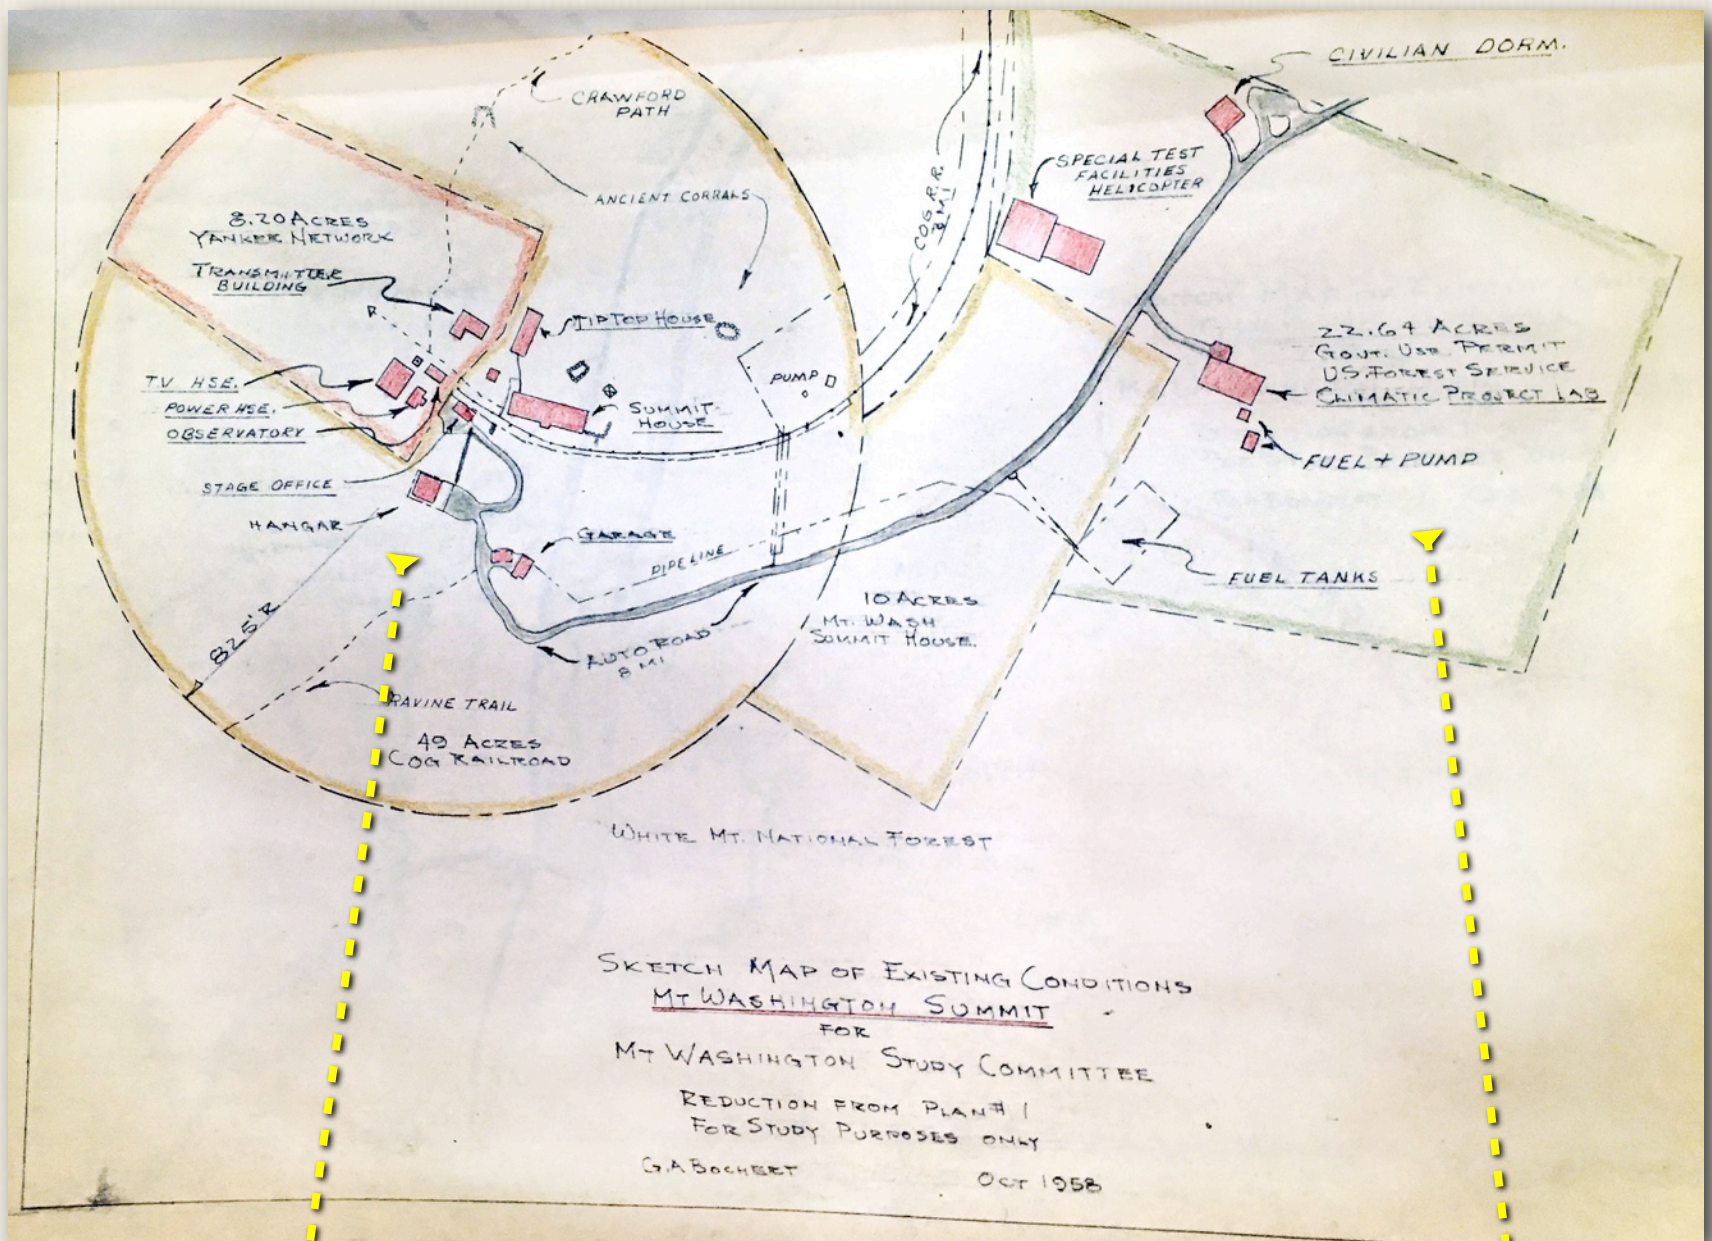 CIVILIAN DORM.
CRAWFORD
PATH
ANCIENT CORRALS
COG R.R.
3 MI
SPECIAL TEST
FACILITIES
HELICOPTER
8.20 ACRES
YANKEE NETWORK
TRANSMITTER
BUILDING
TIP TOP HOUSE
T.V. HSE.
POWER HSE.
OBSERVATORY
STAGE OFFICE
HANGAR
SUMMIT
HOUSE
PUMP
22.64 ACRES
GOVT. USE PERMIT
U.S. FOREST SERVICE
CLIMATIC PROJECT LAB
FUEL + PUMP
GARAGE
PIPELINE
FUEL TANKS
825' R
AUTO ROAD
8 MI
10 ACRES
MT. WASH
SUMMIT HOUSE.
RAVINE TRAIL
49 ACRES
COG RAILROAD
WHITE MT. NATIONAL FOREST
SKETCH MAP OF EXISTING CONDITIONS
MT WASHINGTON SUMMIT
FOR
MT WASHINGTON STUDY COMMITTEE
REDUCTION FROM PLAN # 1
FOR STUDY PURPOSES ONLY
G.A BOCHERT
OCT 1958